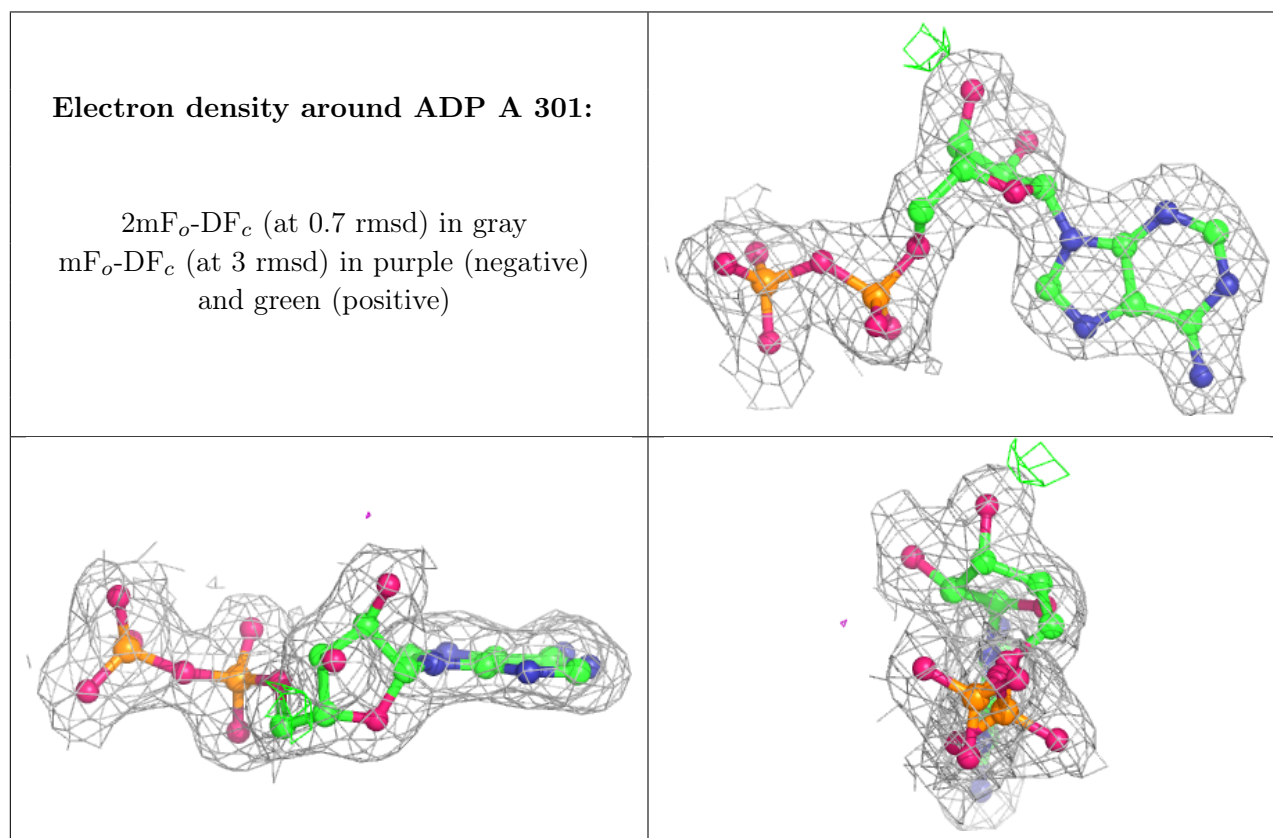 Electron density around ADP A 301:
2mFo-DFc (at 0.7 rmsd) in gray
mFo-DFc (at 3 rmsd) in purple (negative)
and green (positive)